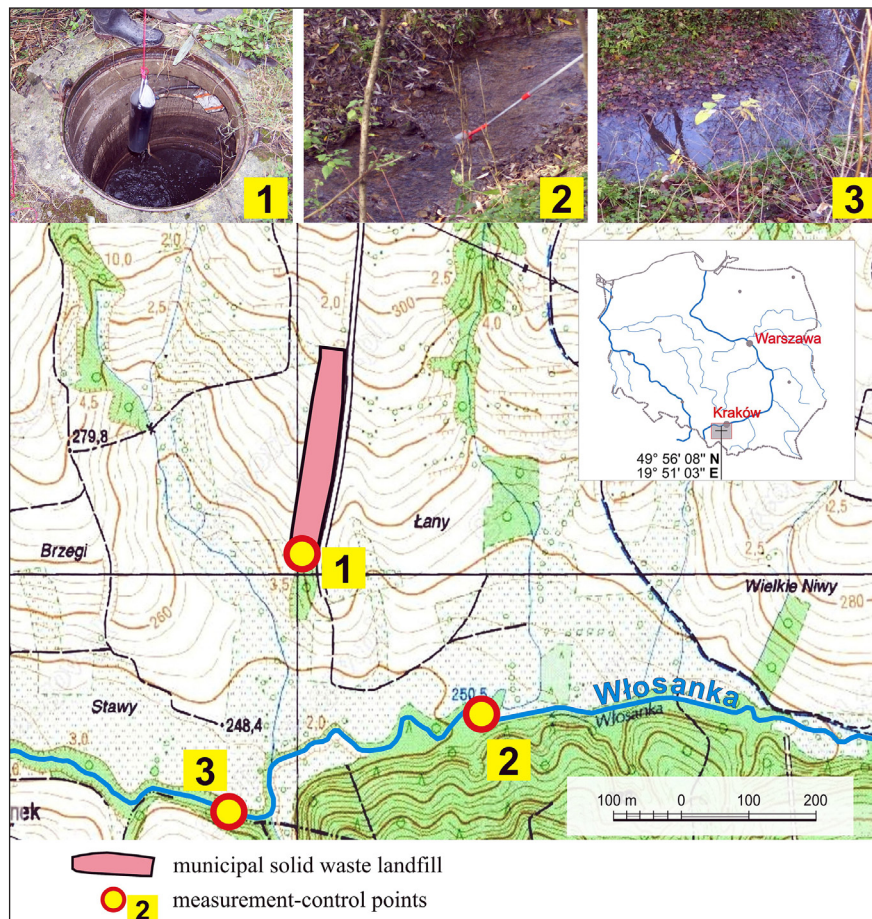 1
2
3
2,0
10,0
2,5
2,0
300
4,0
Warszawa
4,5
279,8
Kraków
49° 56' 08" N
19° 51' 03" E
Łany
Brzegi
1
3,5
2,5
Wielkie Niwy
260
280
Stawy
250,5
Włosanka
Włosanka
248,4
2,0
3,0
3
2
nek
100 m 0 100 200
municipal solid waste landfill
2
measurement-control points